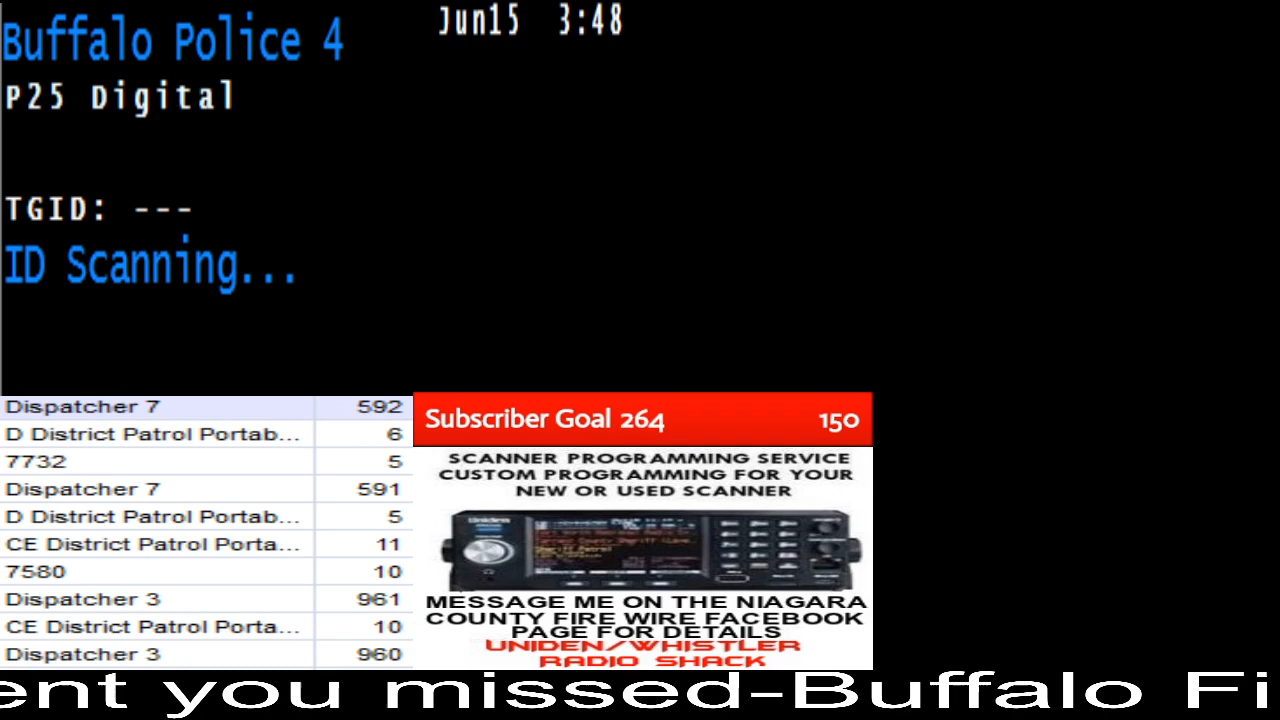 Buffalo Police 4
Jun15 3:48
P25 Digital
TGID: ---
ID Scanning...
Dispatcher 7 592
D District Patrol Portab... 6
7732 5
Dispatcher 7 591
D District Patrol Portab... 5
CE District Patrol Porta... 11
7580 10
Dispatcher 3 961
CE District Patrol Porta... 10
Dispatcher 3 960
Subscriber Goal 264 150
SCANNER PROGRAMMING SERVICE
CUSTOM PROGRAMMING FOR YOUR
NEW OR USED SCANNER
Uniden
MESSAGE ME ON THE NIAGARA
COUNTY FIRE WIRE FACEBOOK
PAGE FOR DETAILS
UNIDEN/WHISTLER
RADIO SHACK
ent you missed-Buffalo Fi